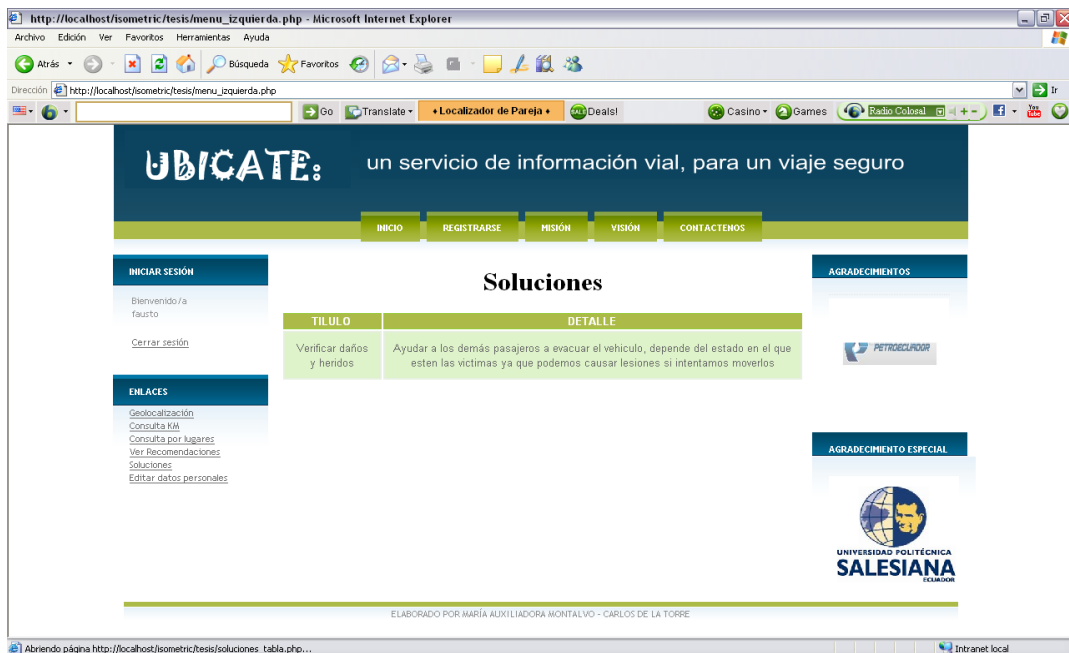 http://localhost/isometric/tesis/menu_izquierda.php - Microsoft Internet Explorer
Archivo Edición Ver Favoritos Herramientas Ayuda
Atrás Búsqueda Favoritos
Dirección http://localhost/isometric/tesis/menu_izquierda.php Ir
Go Translate Localizador de Pareja SALE Deals! Casino Games Radio Colosal You Tube
UBICATE: un servicio de información vial, para un viaje seguro
INICIO REGISTRARSE MISIÓN VISIÓN CONTACTENOS
INICIAR SESIÓN
Bienvenido/a
fausto
Cerrar sesión
ENLACES
Geolocalización
Consulta KM
Consulta por lugares
Ver Recomendaciones
Soluciones
Editar datos personales
Soluciones
TILULO DETALLE
Verificar daños
y heridos
Ayudar a los demás pasajeros a evacuar el vehiculo, depende del estado en el que
esten las victimas ya que podemos causar lesiones si intentamos moverlos
AGRADECIMIENTOS
PETROECUADOR
AGRADECIMIENTO ESPECIAL
UNIVERSIDAD POLITÉCNICA
SALESIANA
ECUADOR
ELABORADO POR MARÍA AUXILIADORA MONTALVO - CARLOS DE LA TORRE
Abriendo página http://localhost/isometric/tesis/soluciones_tabla.php... Intranet local